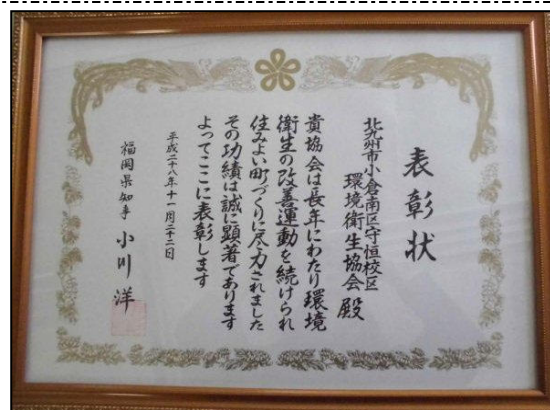 表彰状
北九州市小倉南区守恒校区
環境衛生協会 殿
貴協会は長年にわたり環境
衛生の改善運動を続けられ
住みよい町づくりに尽力されました
その功績は誠に顕著であります
よってここに表彰します
平成二十八年十一月二十二日
福岡県知事 小川 洋